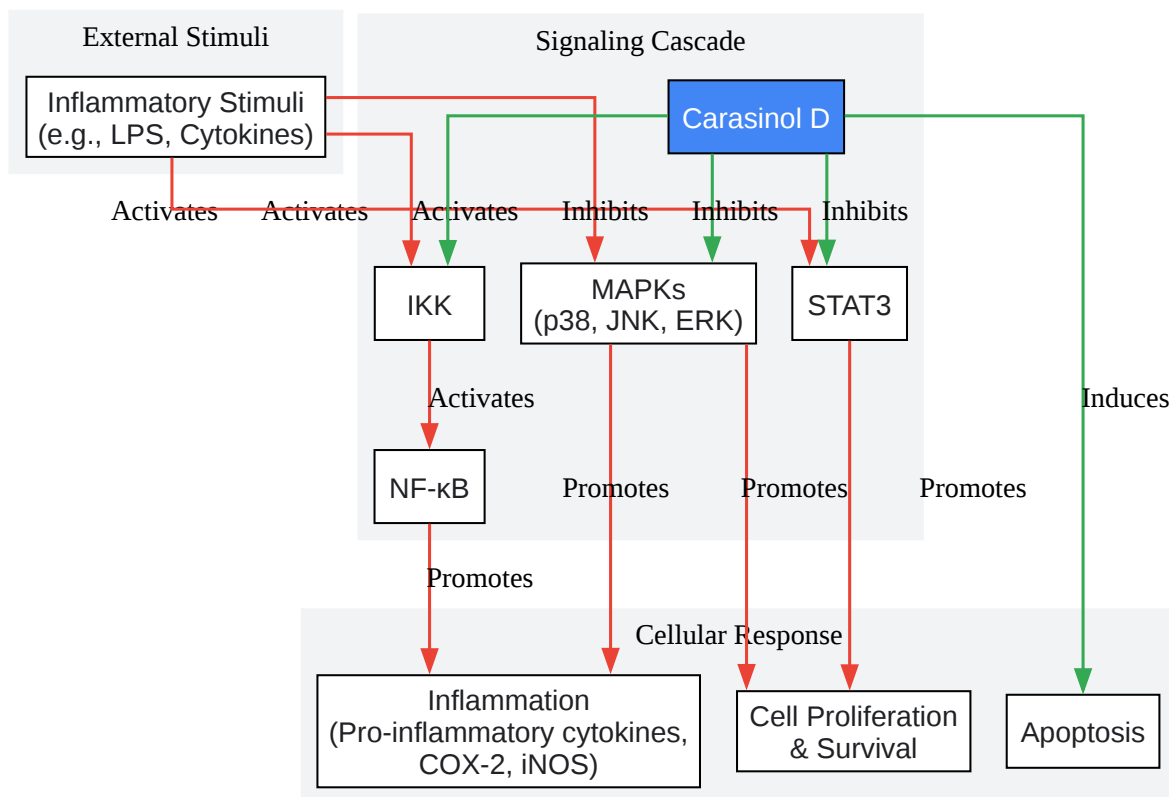 External Stimuli
Signaling Cascade
Inflammatory Stimuli
(e.g., LPS, Cytokines)
Carasinol D
Activates
Activates
Activates
Inhibits
Inhibits
Inhibits
IKK
MAPKs
(p38, JNK, ERK)
STAT3
Activates
Induces
NF-κB
Promotes
Promotes
Promotes
Promotes
Cellular Response
Inflammation
(Pro-inflammatory cytokines,
COX-2, iNOS)
Cell Proliferation
& Survival
Apoptosis